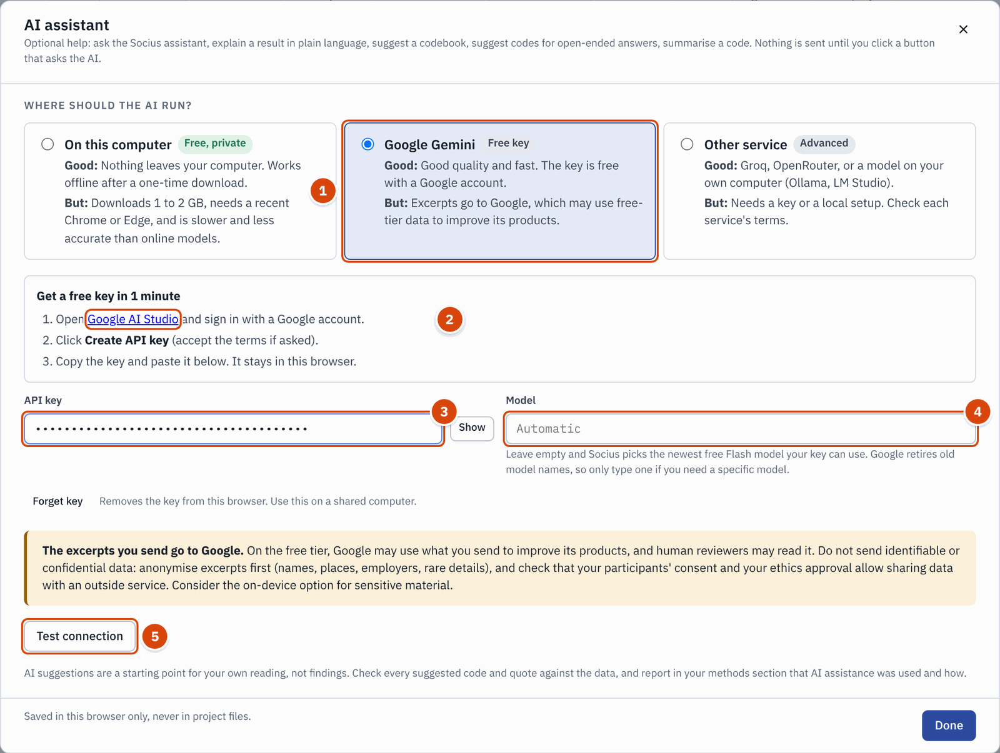 AI assistant
Optional help: ask the Socius assistant, explain a result in plain language, suggest a codebook, suggest codes for open-ended answers, summarise a code. Nothing is sent until you click a button
that asks the AI.
WHERE SHOULD THE AI RUN?
On this computer Free, private
Good: Nothing leaves your computer. Works
offline after a one-time download.
But: Downloads 1 to 2 GB, needs a recent
Chrome or Edge, and is slower and less
accurate than online models.
1
Google Gemini Free key
Good: Good quality and fast. The key is free
with a Google account.
But: Excerpts go to Google, which may use free-
tier data to improve its products.
Other service Advanced
Good: Groq, OpenRouter, or a model on your
own computer (Ollama, LM Studio).
But: Needs a key or a local setup. Check each
service's terms.
Get a free key in 1 minute
1. Open Google AI Studio and sign in with a Google account.
2
2. Click Create API key (accept the terms if asked).
3. Copy the key and paste it below. It stays in this browser.
API key
3
Show
Model
4
Automatic
Leave empty and Socius picks the newest free Flash model your key can use. Google retires old
model names, so only type one if you need a specific model.
Forget key Removes the key from this browser. Use this on a shared computer.
The excerpts you send go to Google. On the free tier, Google may use what you send to improve its products, and human reviewers may read it. Do not send identifiable or
confidential data: anonymise excerpts first (names, places, employers, rare details), and check that your participants' consent and your ethics approval allow sharing data
with an outside service. Consider the on-device option for sensitive material.
Test connection 5
AI suggestions are a starting point for your own reading, not findings. Check every suggested code and quote against the data, and report in your methods section that AI assistance was used and how.
Saved in this browser only, never in project files.
Done